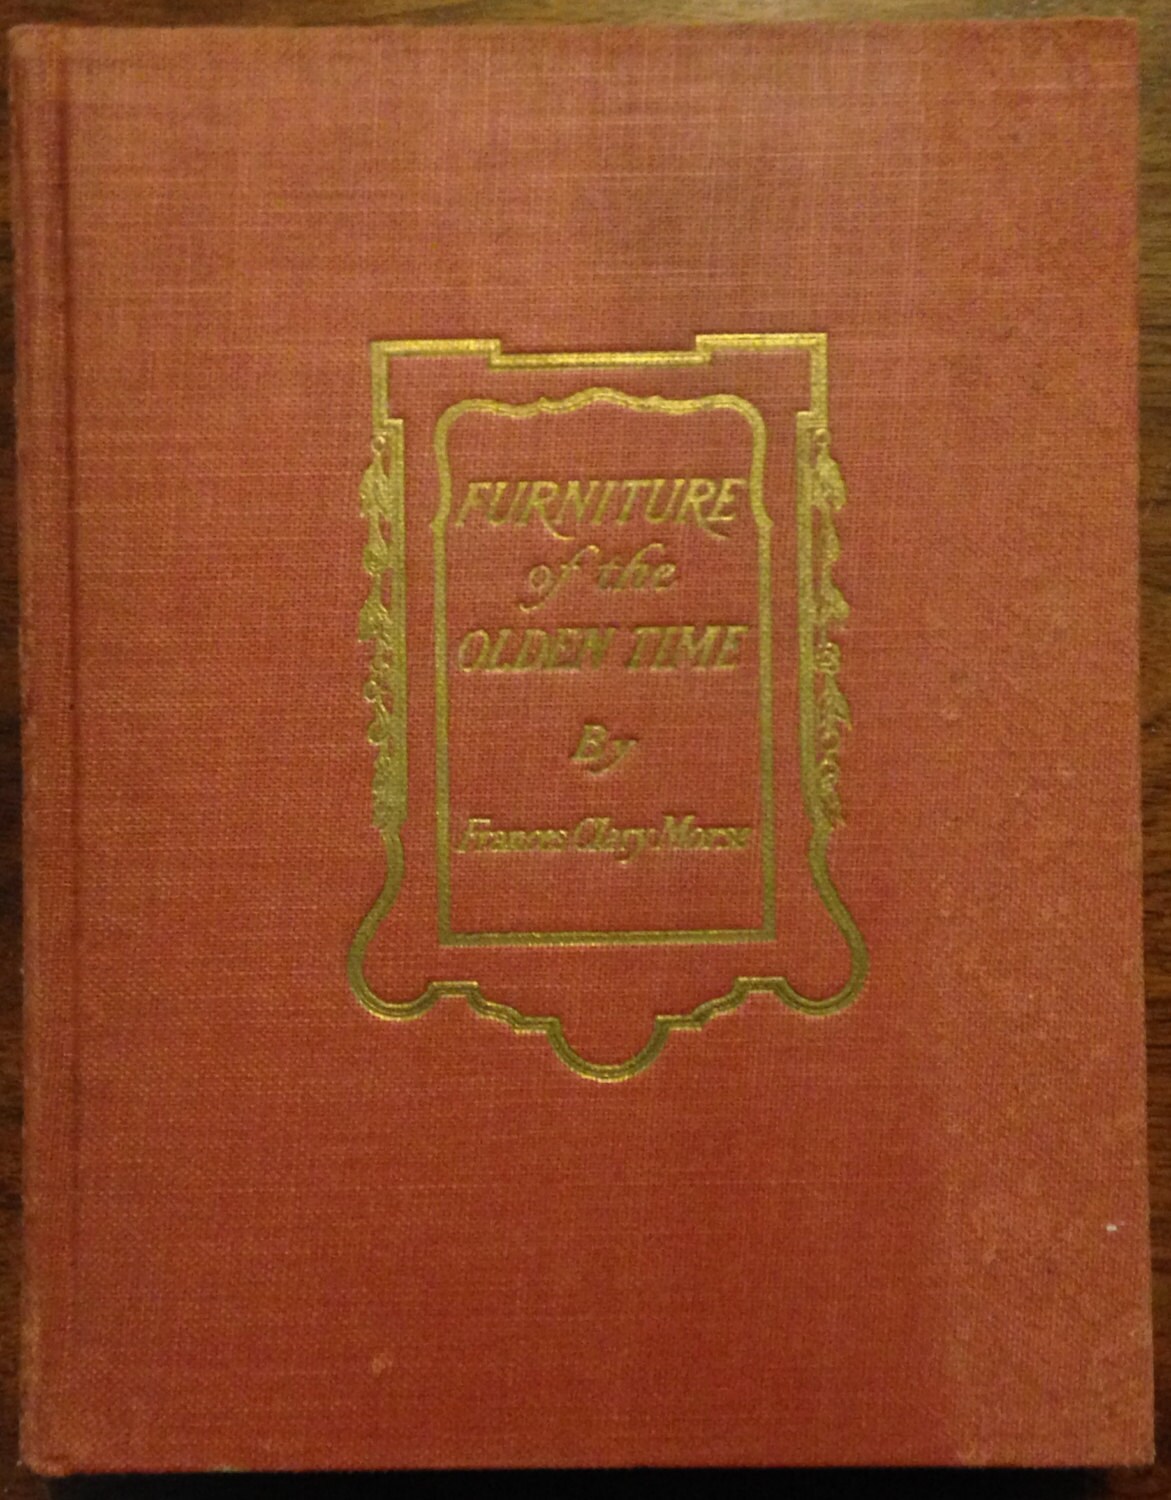 FURNITURE
of the
OLDEN TIME
By
Frances Clary Morse